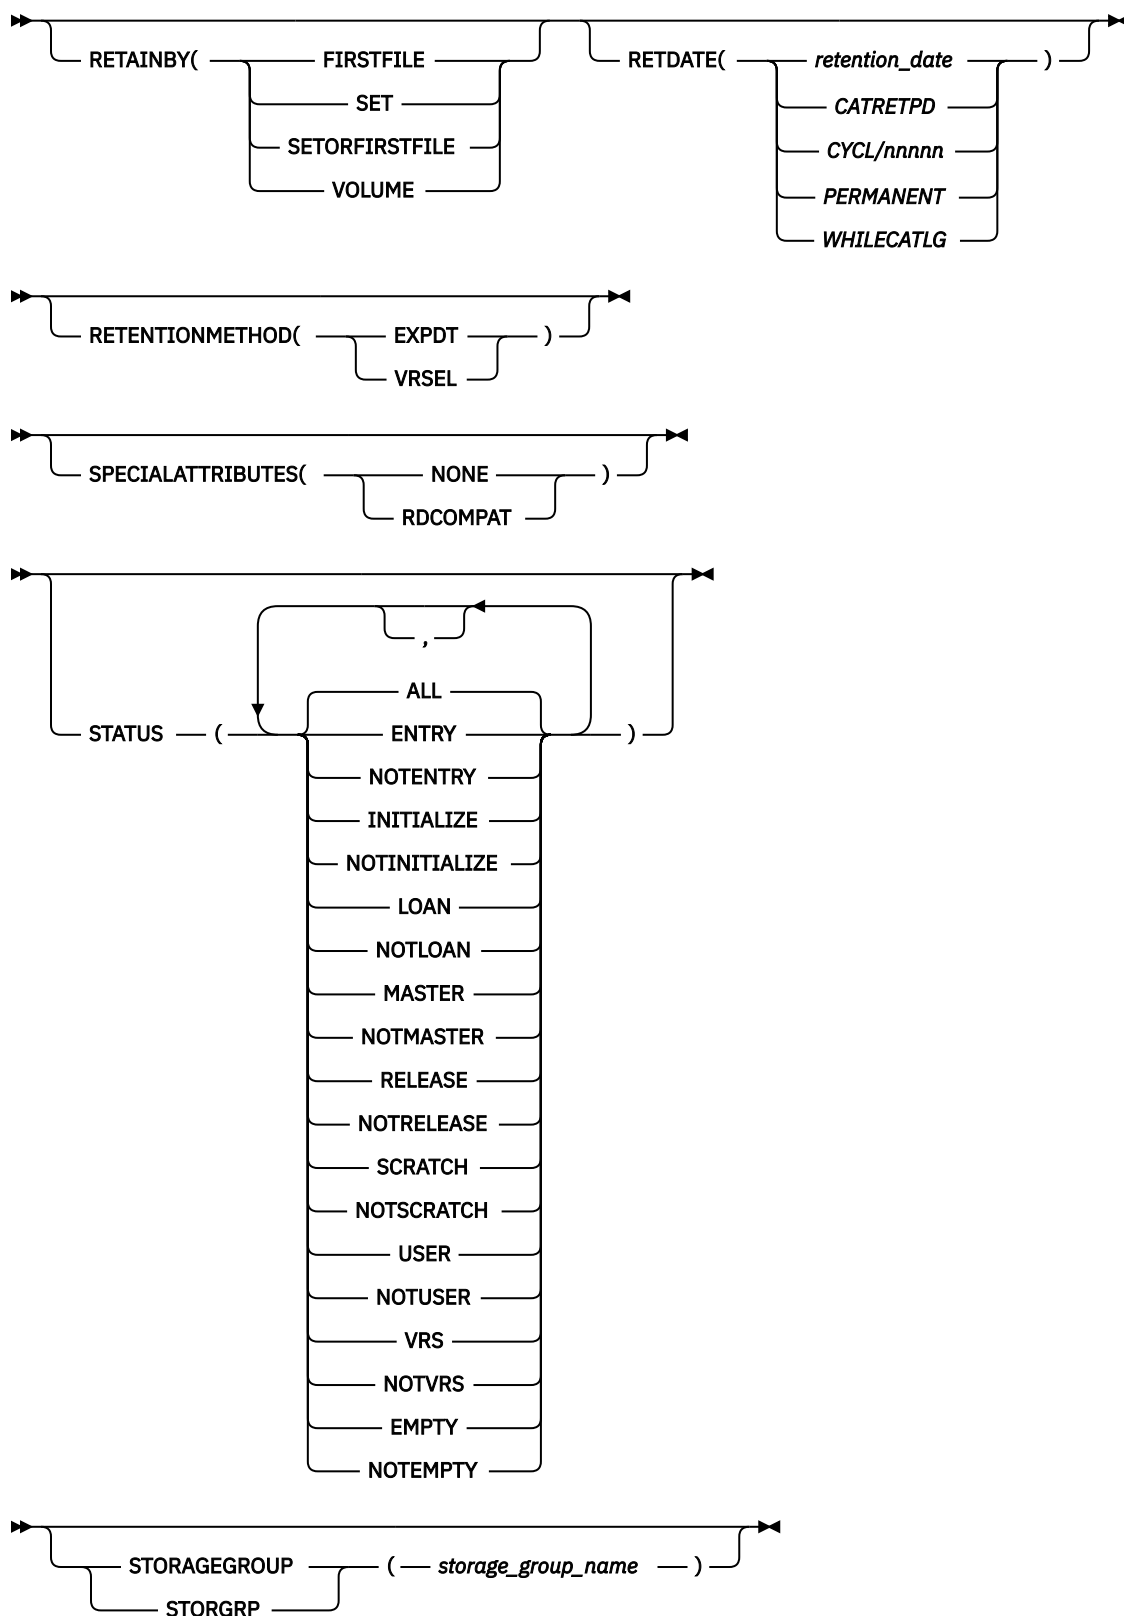 RETAINBY( FIRSTFILE RETDATE( retention_date )
SET CATRETPD
SETORFIRSTFILE CYCL/nnnnn
VOLUME PERMANENT
WHILECATLG
RETENTIONMETHOD( EXPDT )
VRSEL
SPECIALATTRIBUTES( NONE )
RDCOMPAT
,
ALL
STATUS ( ENTRY )
NOTENTRY
INITIALIZE
NOTINITIALIZE
LOAN
NOTLOAN
MASTER
NOTMASTER
RELEASE
NOTRELEASE
SCRATCH
NOTSCRATCH
USER
NOTUSER
VRS
NOTVRS
EMPTY
NOTEMPTY
STORAGEGROUP ( storage_group_name )
STORGRP